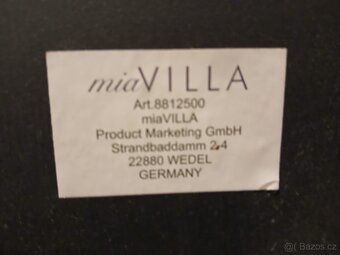 miaVILLA
Art.8812500
miaVILLA
Product Marketing GmbH
Strandbaddamm 2-4
22880 WEDEL
GERMANY
Bazos.cz